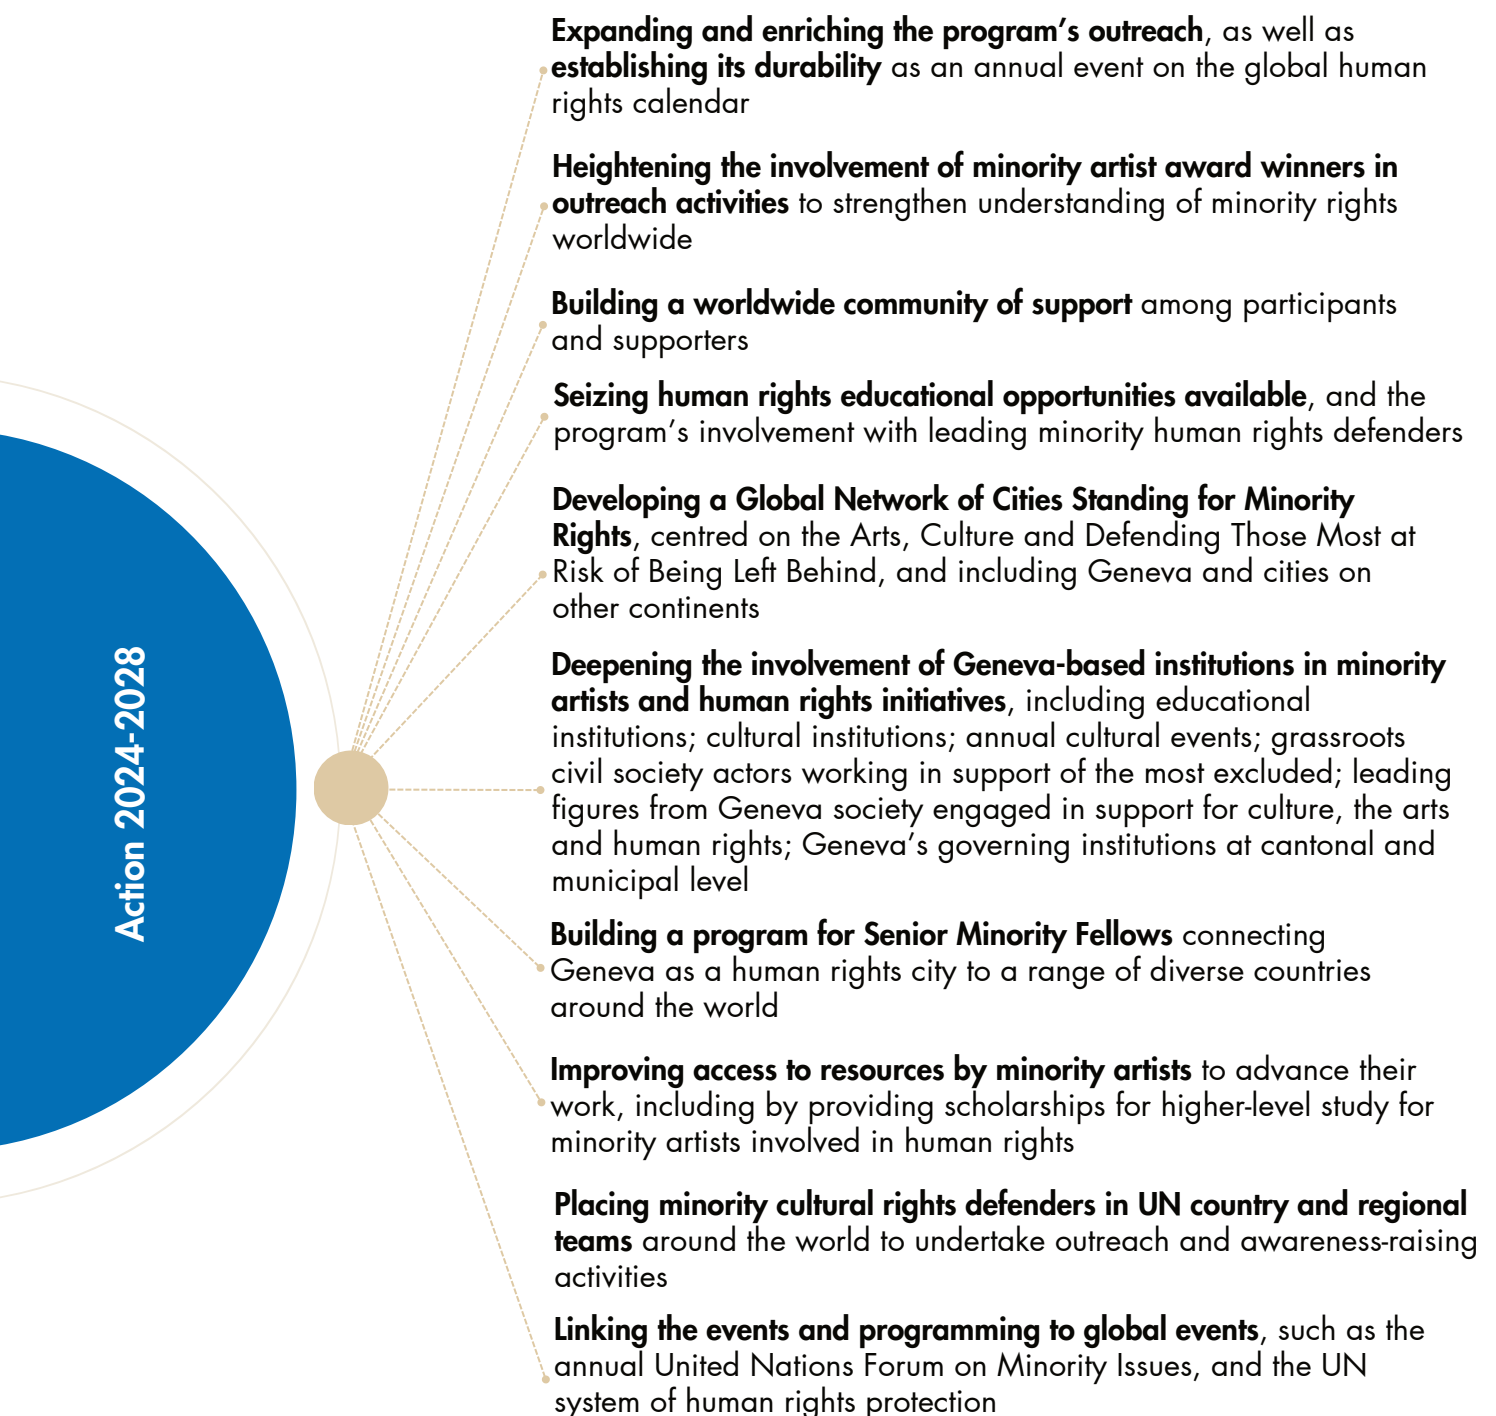 Expanding and enriching the program’s outreach, as well as
establishing its durability as an annual event on the global human
rights calendar
Heightening the involvement of minority artist award winners in
outreach activities to strengthen understanding of minority rights
worldwide
Building a worldwide community of support among participants
and supporters
Seizing human rights educational opportunities available, and the
program’s involvement with leading minority human rights defenders
Developing a Global Network of Cities Standing for Minority
Rights, centred on the Arts, Culture and Defending Those Most at
Risk of Being Left Behind, and including Geneva and cities on
other continents
Action 2024-2028
Deepening the involvement of Geneva-based institutions in minority
artists and human rights initiatives, including educational
institutions; cultural institutions; annual cultural events; grassroots
civil society actors working in support of the most excluded; leading
figures from Geneva society engaged in support for culture, the arts
and human rights; Geneva’s governing institutions at cantonal and
municipal level
Building a program for Senior Minority Fellows connecting
Geneva as a human rights city to a range of diverse countries
around the world
Improving access to resources by minority artists to advance their
work, including by providing scholarships for higher-level study for
minority artists involved in human rights
Placing minority cultural rights defenders in UN country and regional
teams around the world to undertake outreach and awareness-raising
activities
Linking the events and programming to global events, such as the
annual United Nations Forum on Minority Issues, and the UN
system of human rights protection